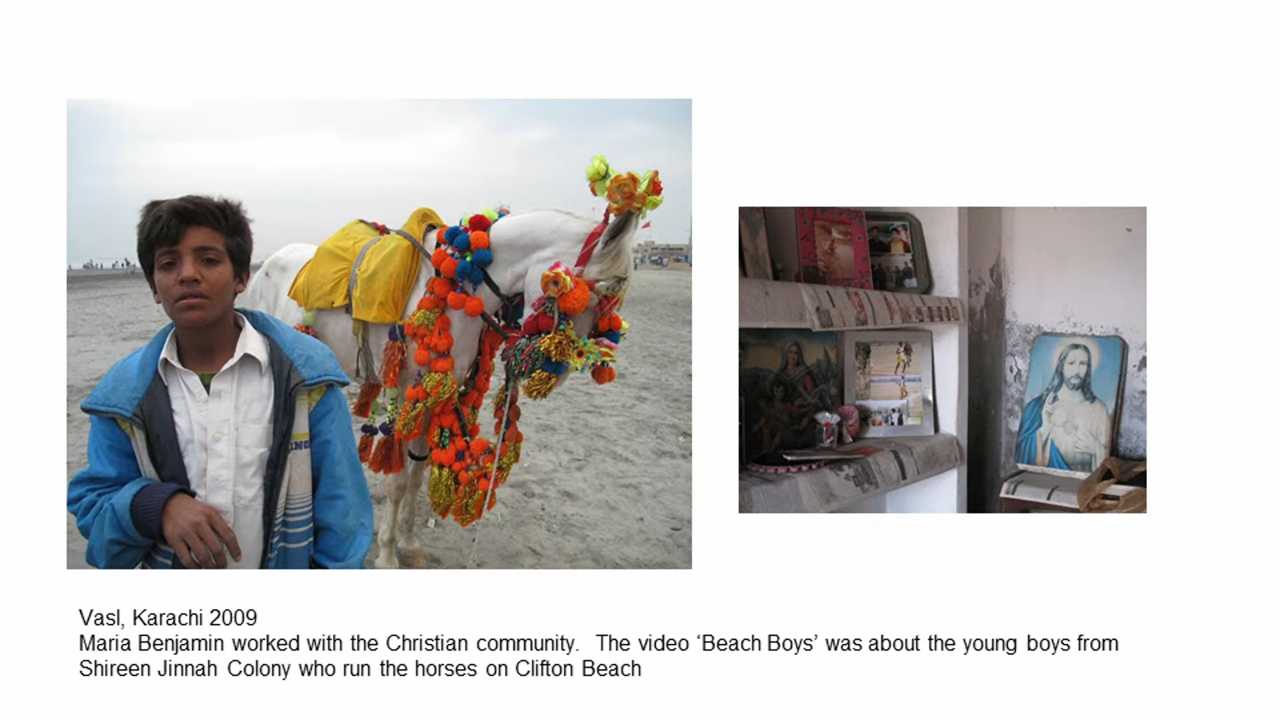 Vasl, Karachi 2009
Maria Benjamin worked with the Christian community.  The video ‘Beach Boys’ was about the young boys from
Shireen Jinnah Colony who run the horses on Clifton Beach